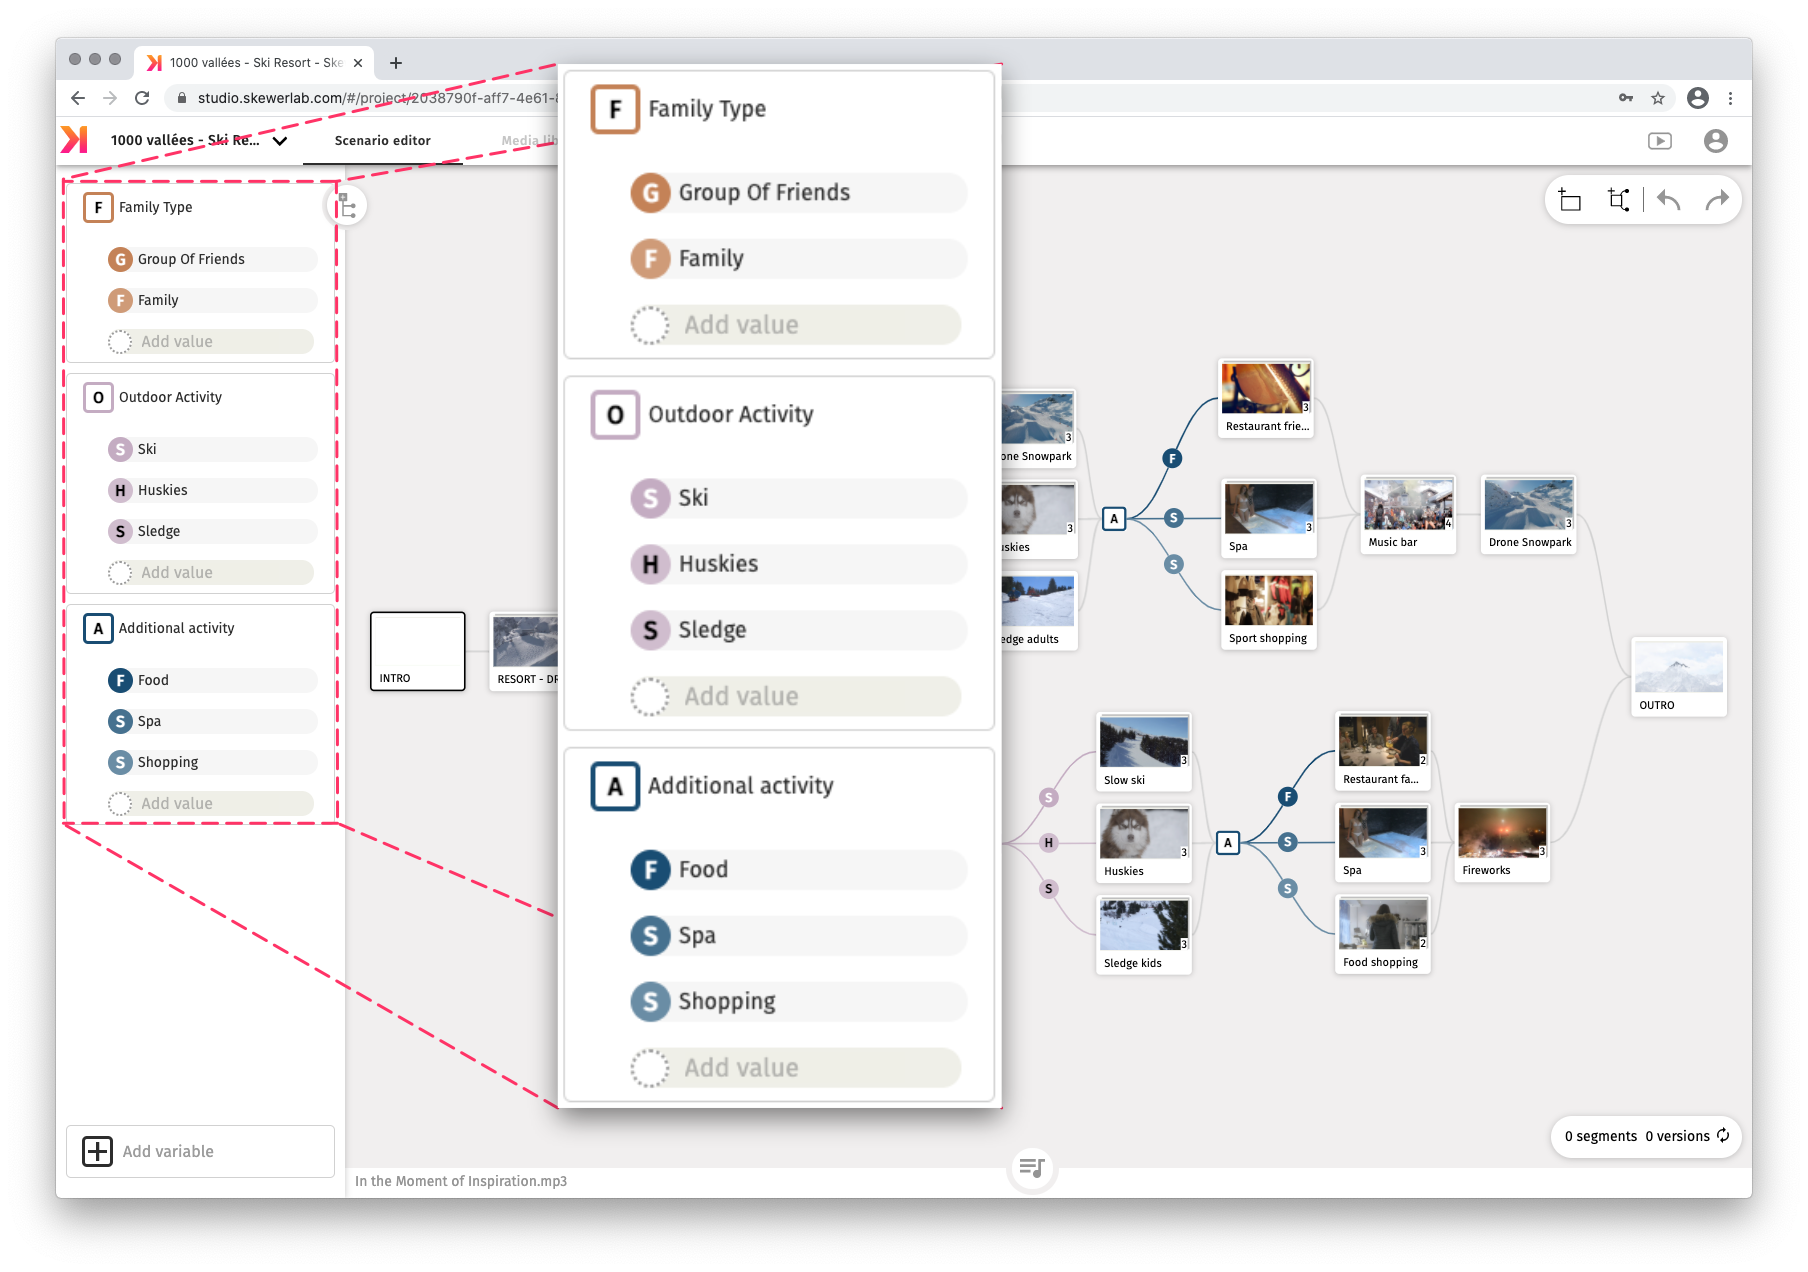 1000 vallées - Ski Resort - Ske
studio.skewerlab.com/#/project/2038790f-aff7-4e61-
1000 vallées - Ski Re...
Scenario editor
Media lib
F Family Type
G Group Of Friends
F Family
Add value
O Outdoor Activity
S Ski
H Huskies
S Sledge
Add value
A Additional activity
F Food
S Spa
S Shopping
Add value
Add variable
F Family Type
G Group Of Friends
F Family
Add value
O Outdoor Activity
S Ski
H Huskies
S Sledge
Add value
A Additional activity
F Food
S Spa
S Shopping
Add value
INTRO
RESORT - DR
3
one Snowpark
3
uskies
edge adults
A
F
S
S
3
Restaurant frie...
3
Spa
Sport shopping
4
Music bar
3
Drone Snowpark
OUTRO
S
H
S
3
Slow ski
3
Huskies
3
Sledge kids
A
F
S
S
2
Restaurant fa...
3
Spa
2
Food shopping
3
Fireworks
0 segments 0 versions
In the Moment of Inspiration.mp3